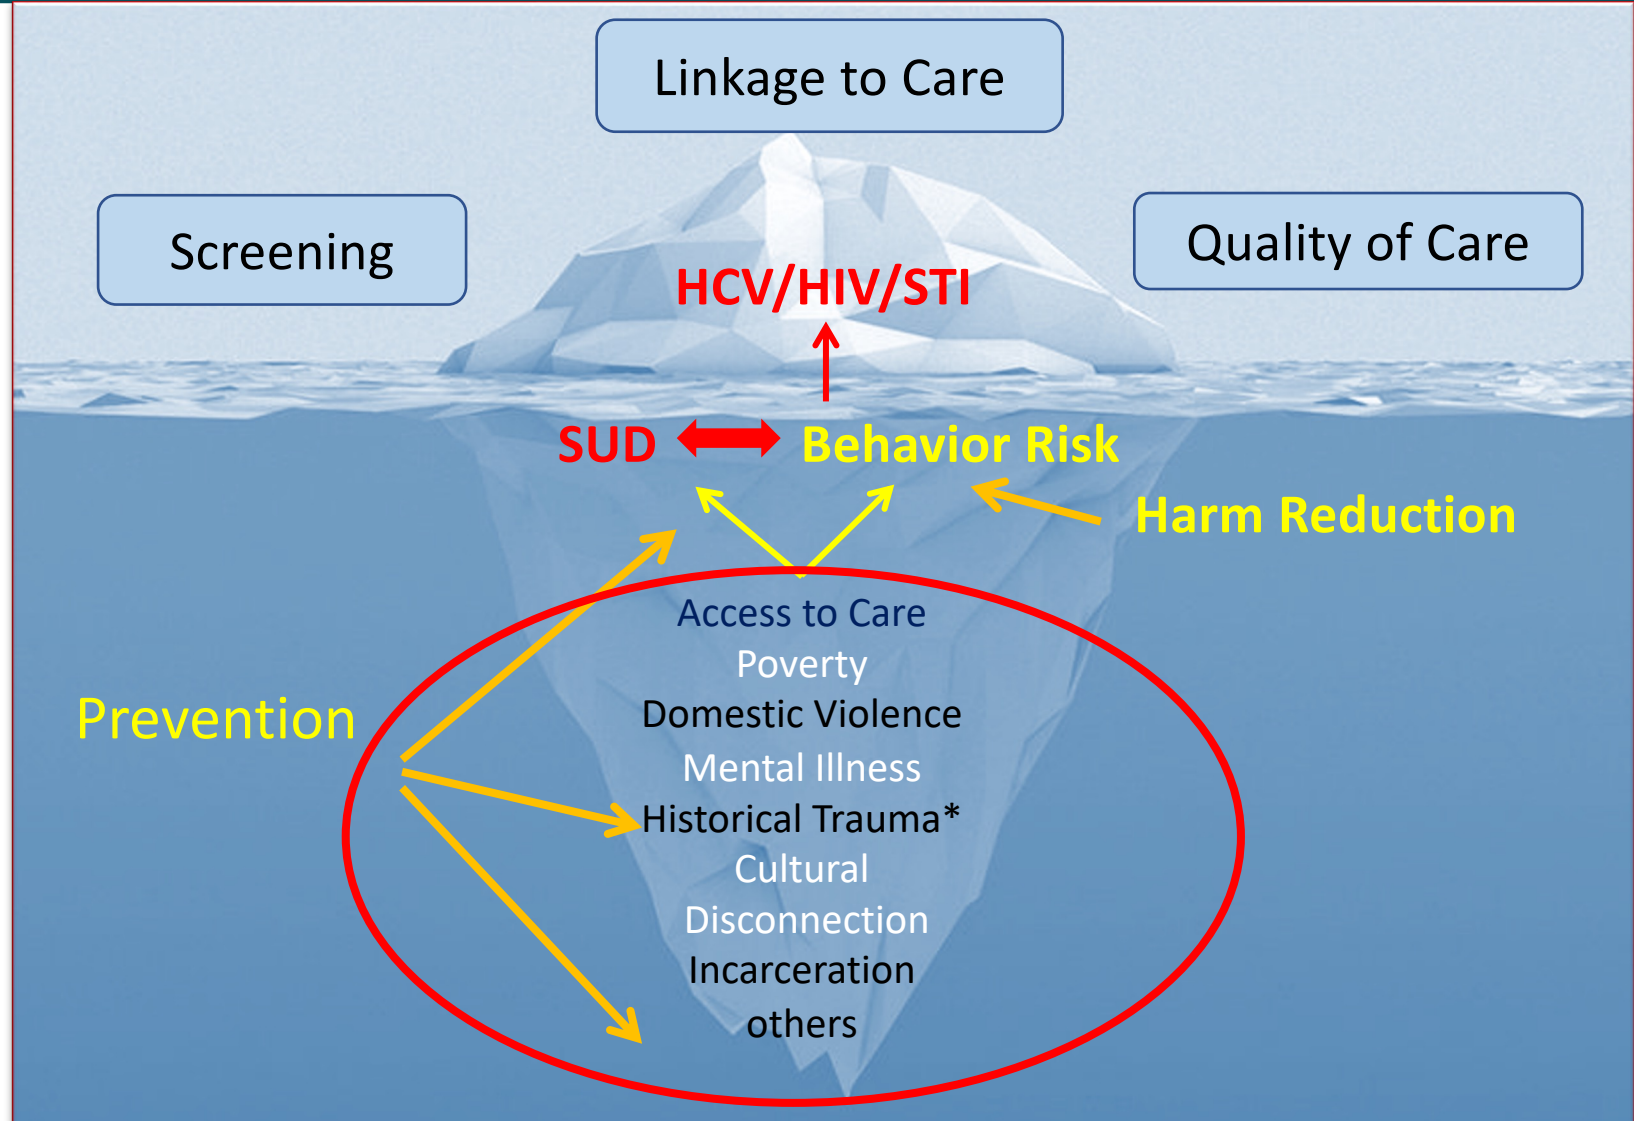 Linkage to Care
Screening
Quality of Care
HCV/HIV/STI
SUD
Behavior Risk
Harm Reduction
Prevention
Access to Care
Poverty
Domestic Violence
Mental Illness
Historical Trauma*
Cultural
Disconnection
Incarceration
others